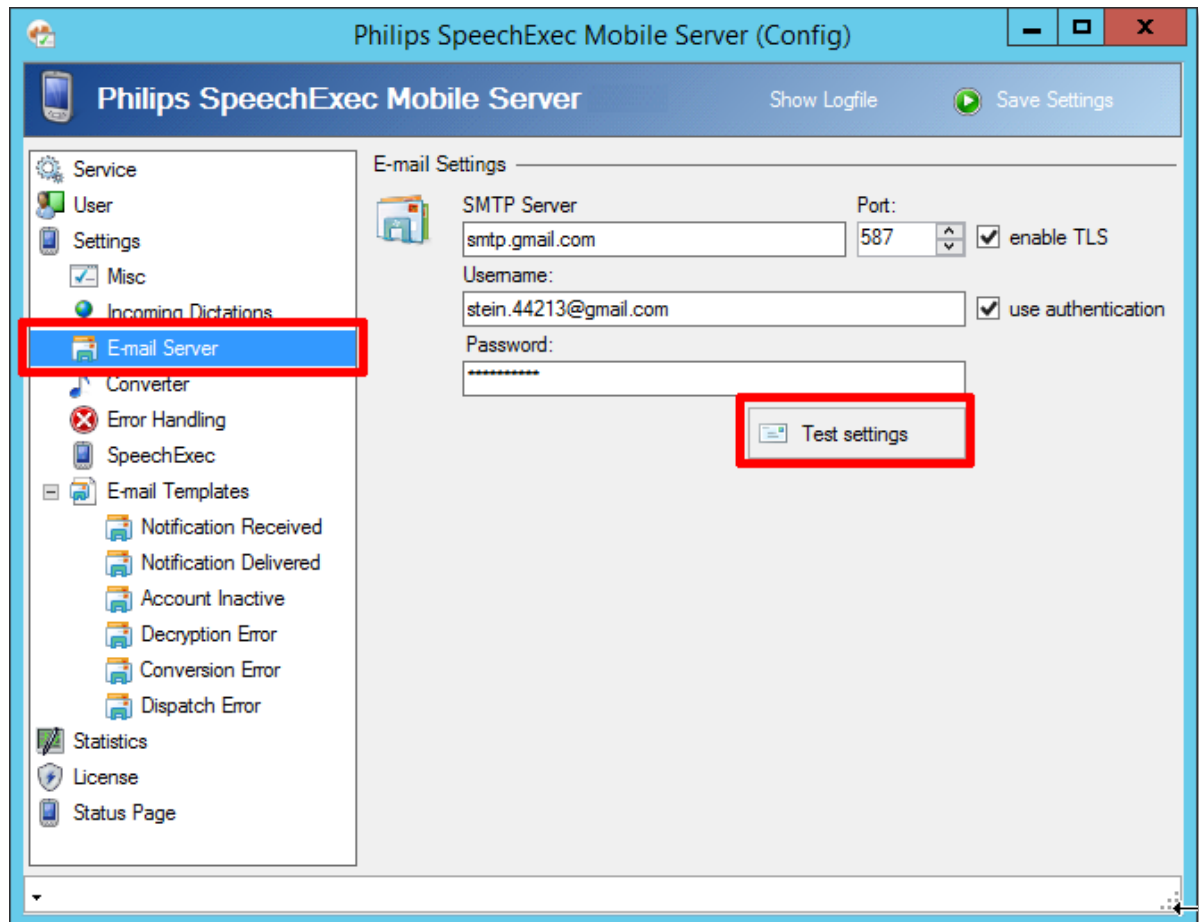 Philips SpeechExec Mobile Server (Config)
Philips SpeechExec Mobile Server
Show Logfile
Save Settings
Service
User
Settings
Misc
Incoming Dictations
E-mail Server
Converter
Error Handling
SpeechExec
E-mail Templates
Notification Received
Notification Delivered
Account Inactive
Decryption Error
Conversion Error
Dispatch Error
Statistics
License
Status Page
E-mail Settings
SMTP Server Port:
smtp.gmail.com 587 enable TLS
Username:
stein.44213@gmail.com use authentication
Password:
**********
Test settings